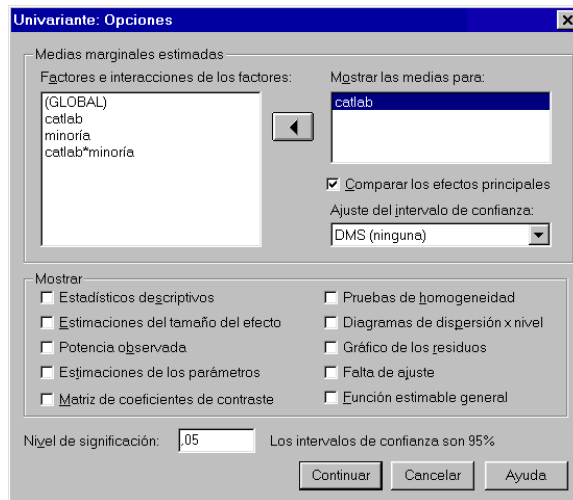 Univariante: Opciones
Medias marginales estimadas
Factores e interacciones de los factores:
(GLOBAL)
catlab
minoría
catlab*minoría
Mostrar las medias para:
catlab
Comparar los efectos principales
Ajuste del intervalo de confianza:
DMS (ninguna)
Mostrar
Estadísticos descriptivos
Estimaciones del tamaño del efecto
Potencia observada
Estimaciones de los parámetros
Matriz de coeficientes de contraste
Pruebas de homogeneidad
Diagramas de dispersión x nivel
Gráfico de los residuos
Falta de ajuste
Función estimable general
Nivel de significación: ,05 Los intervalos de confianza son 95%
Continuar Cancelar Ayuda